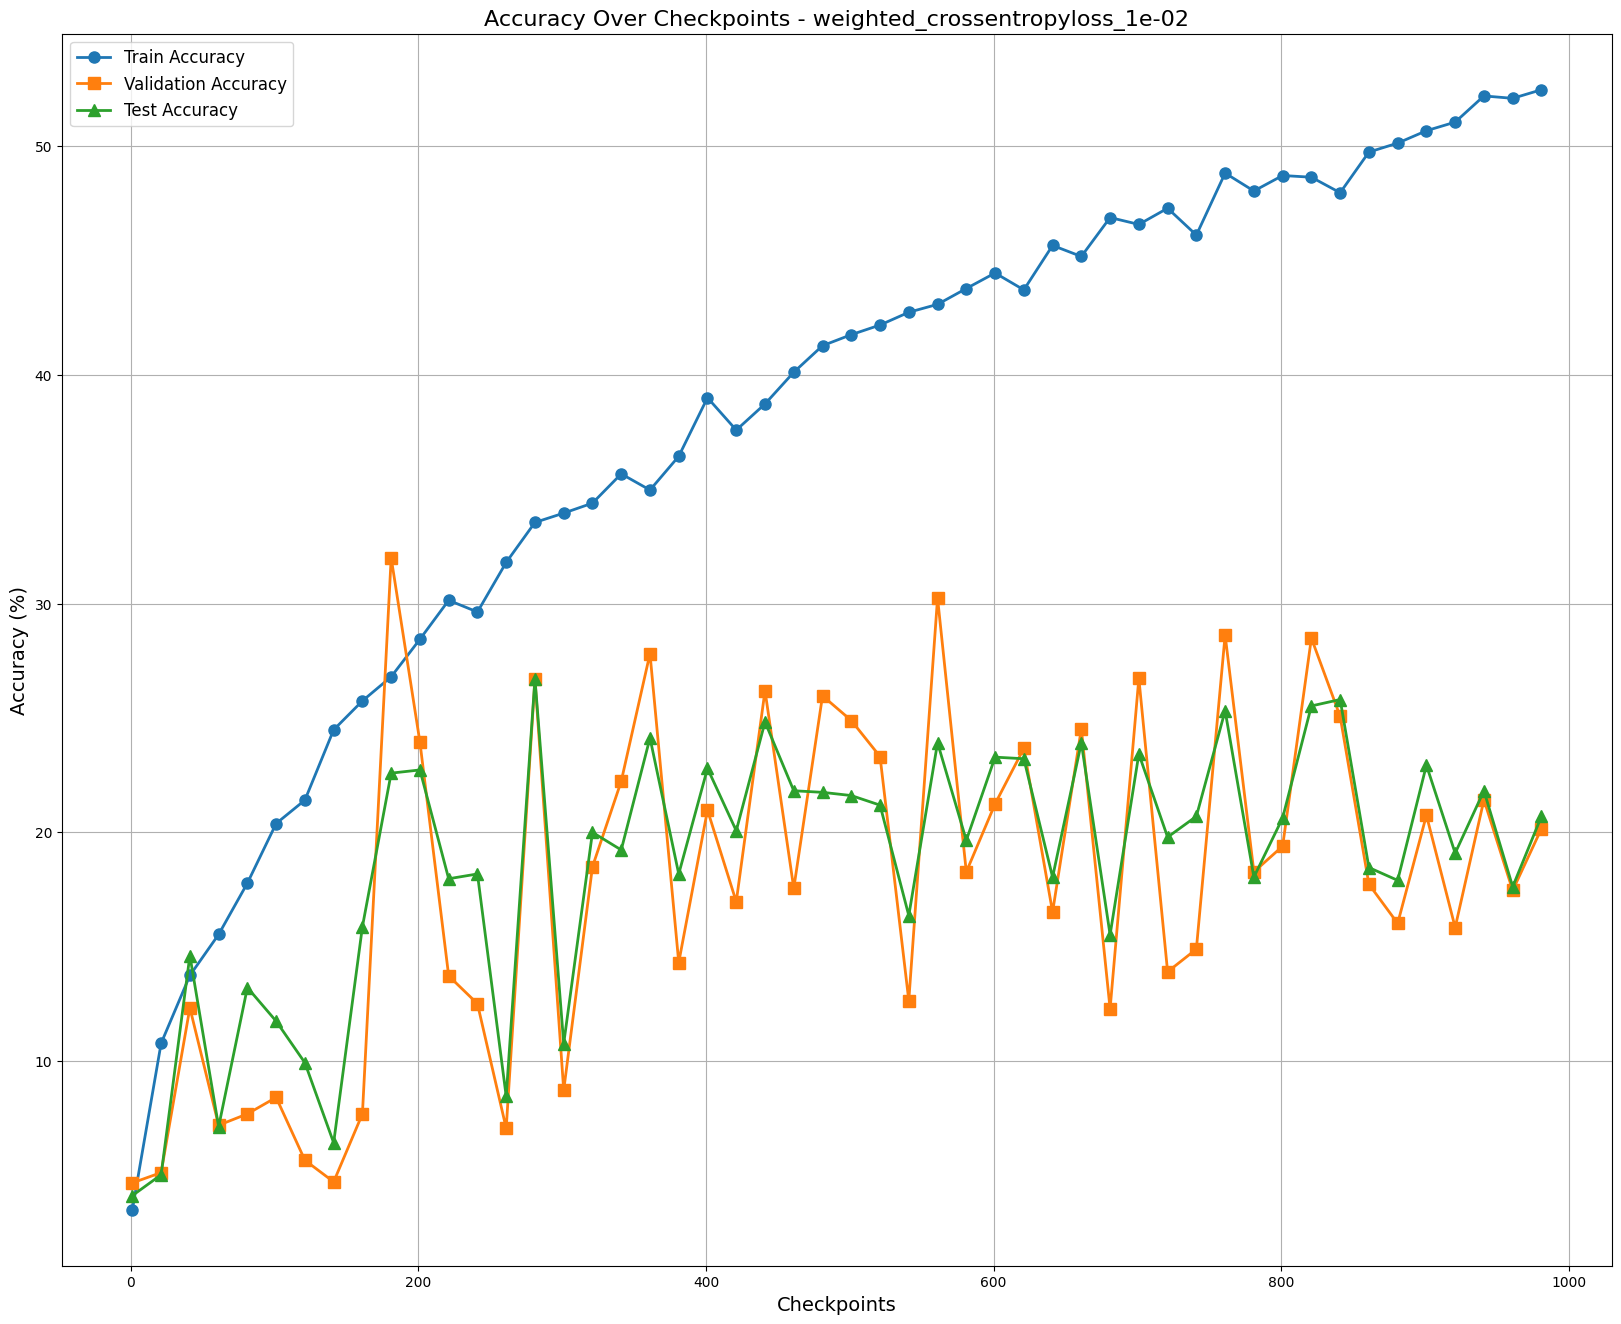 Accuracy Over Checkpoints - weighted_crossentropyloss_1e-02
Train Accuracy
Validation Accuracy
Test Accuracy
Accuracy (%)
50
40
30
20
10
0 200 400 600 800 1000
Checkpoints